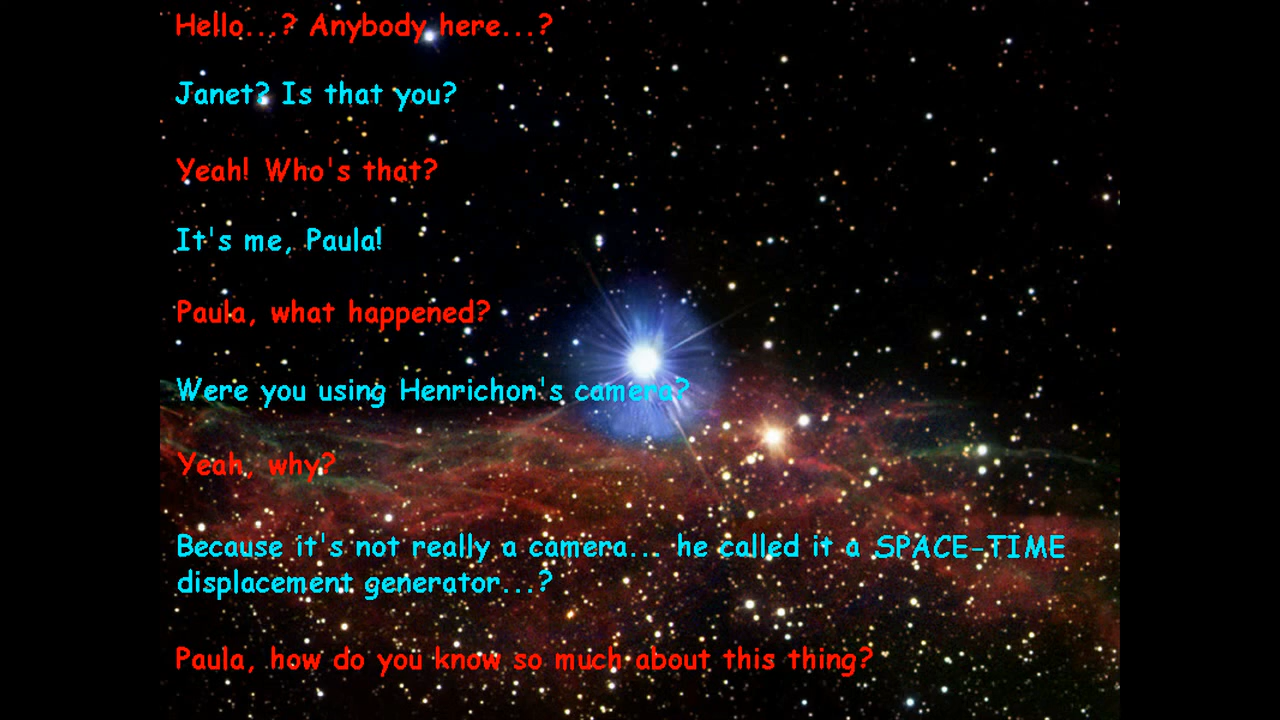 Hello...? Anybody here...?
Janet? Is that you?
Yeah! Who's that?
It's me, Paula!
Paula, what happened?
Were you using Henrichon's camera?
Yeah, why?
Because it's not really a camera... he called it a SPACE-TIME
displacement generator...?
Paula, how do you know so much about this thing?